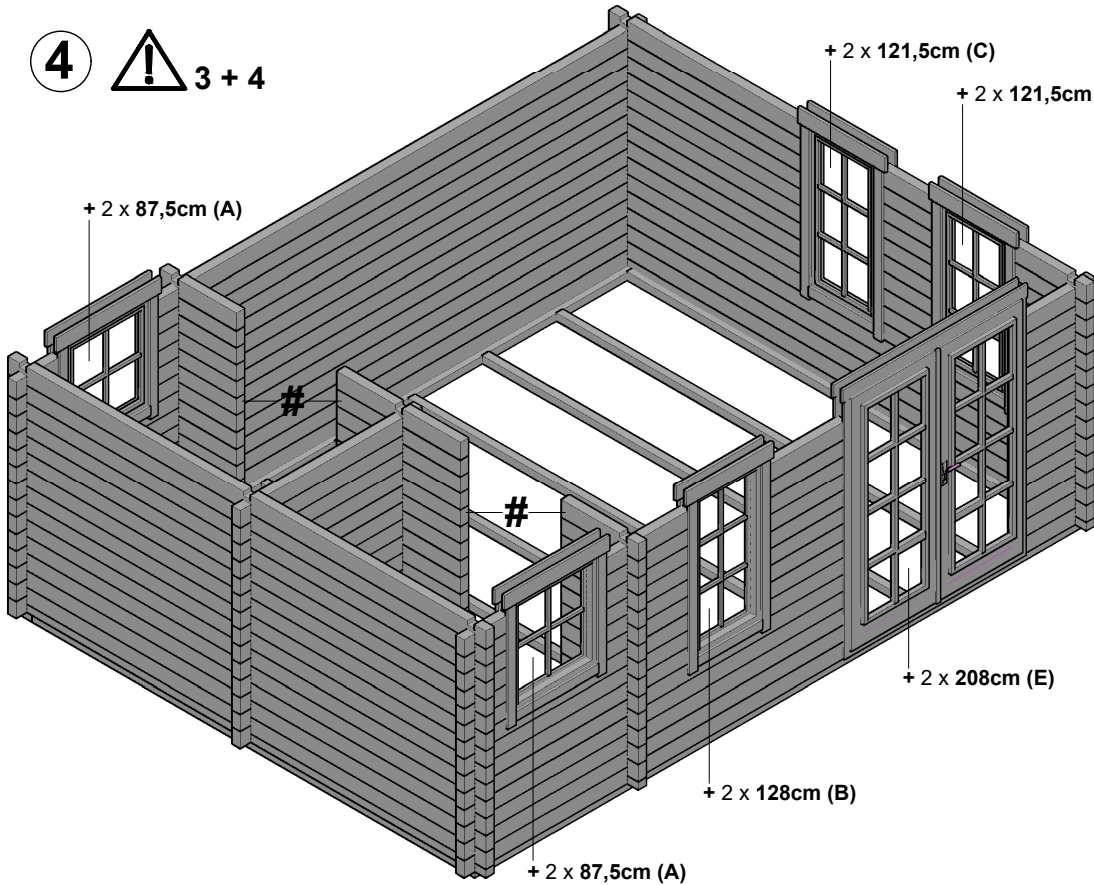 4 3 + 4
+ 2 x 121,5cm (C)
+ 2 x 121,5cm
+ 2 x 87,5cm (A)
#
#
+ 2 x 208cm (E)
+ 2 x 128cm (B)
+ 2 x 87,5cm (A)